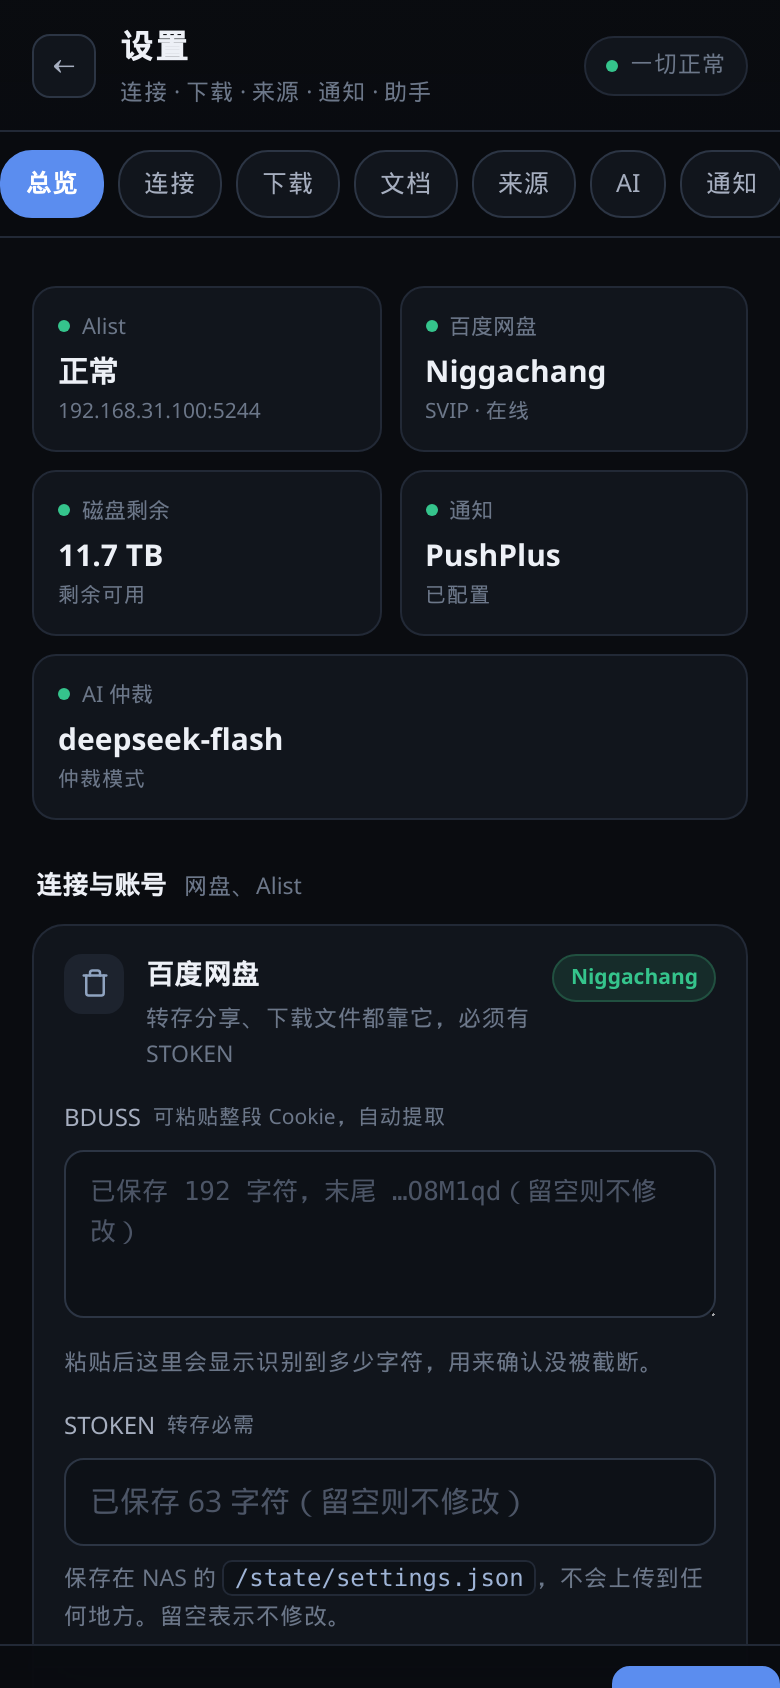 ←
设置
连接 · 下载 · 来源 · 通知 · 助手
一切正常
总览
连接
下载
文档
来源
AI
通知
Alist
正常
192.168.31.100:5244
百度网盘
Niggachang
SVIP · 在线
磁盘剩余
11.7 TB
剩余可用
通知
PushPlus
已配置
AI 仲裁
deepseek-flash
仲裁模式
连接与账号 网盘、Alist
百度网盘
Niggachang
转存分享、下载文件都靠它，必须有
STOKEN
BDUSS 可粘贴整段 Cookie，自动提取
已保存 192 字符，末尾 …O8M1qd（留空则不修
改）
粘贴后这里会显示识别到多少字符，用来确认没被截断。
STOKEN 转存必需
已保存 63 字符（留空则不修改）
保存在 NAS 的 /state/settings.json，不会上传到任
何地方。留空表示不修改。